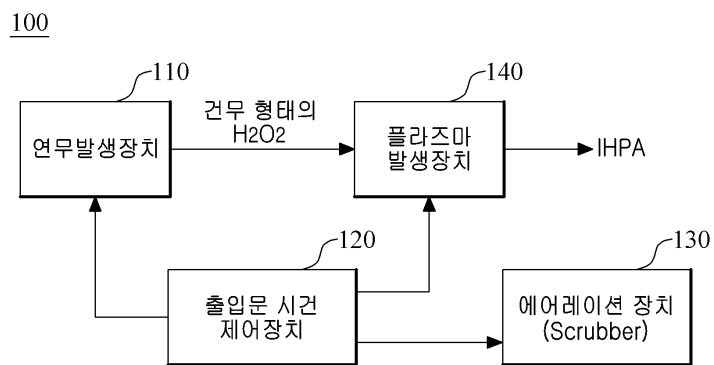 100
110
140
연무발생장치
건무 형태의
H2O2
플라즈마
발생장치
IHPA
120
130
출입문 시건
제어장치
에어레이션 장치
(Scrubber)